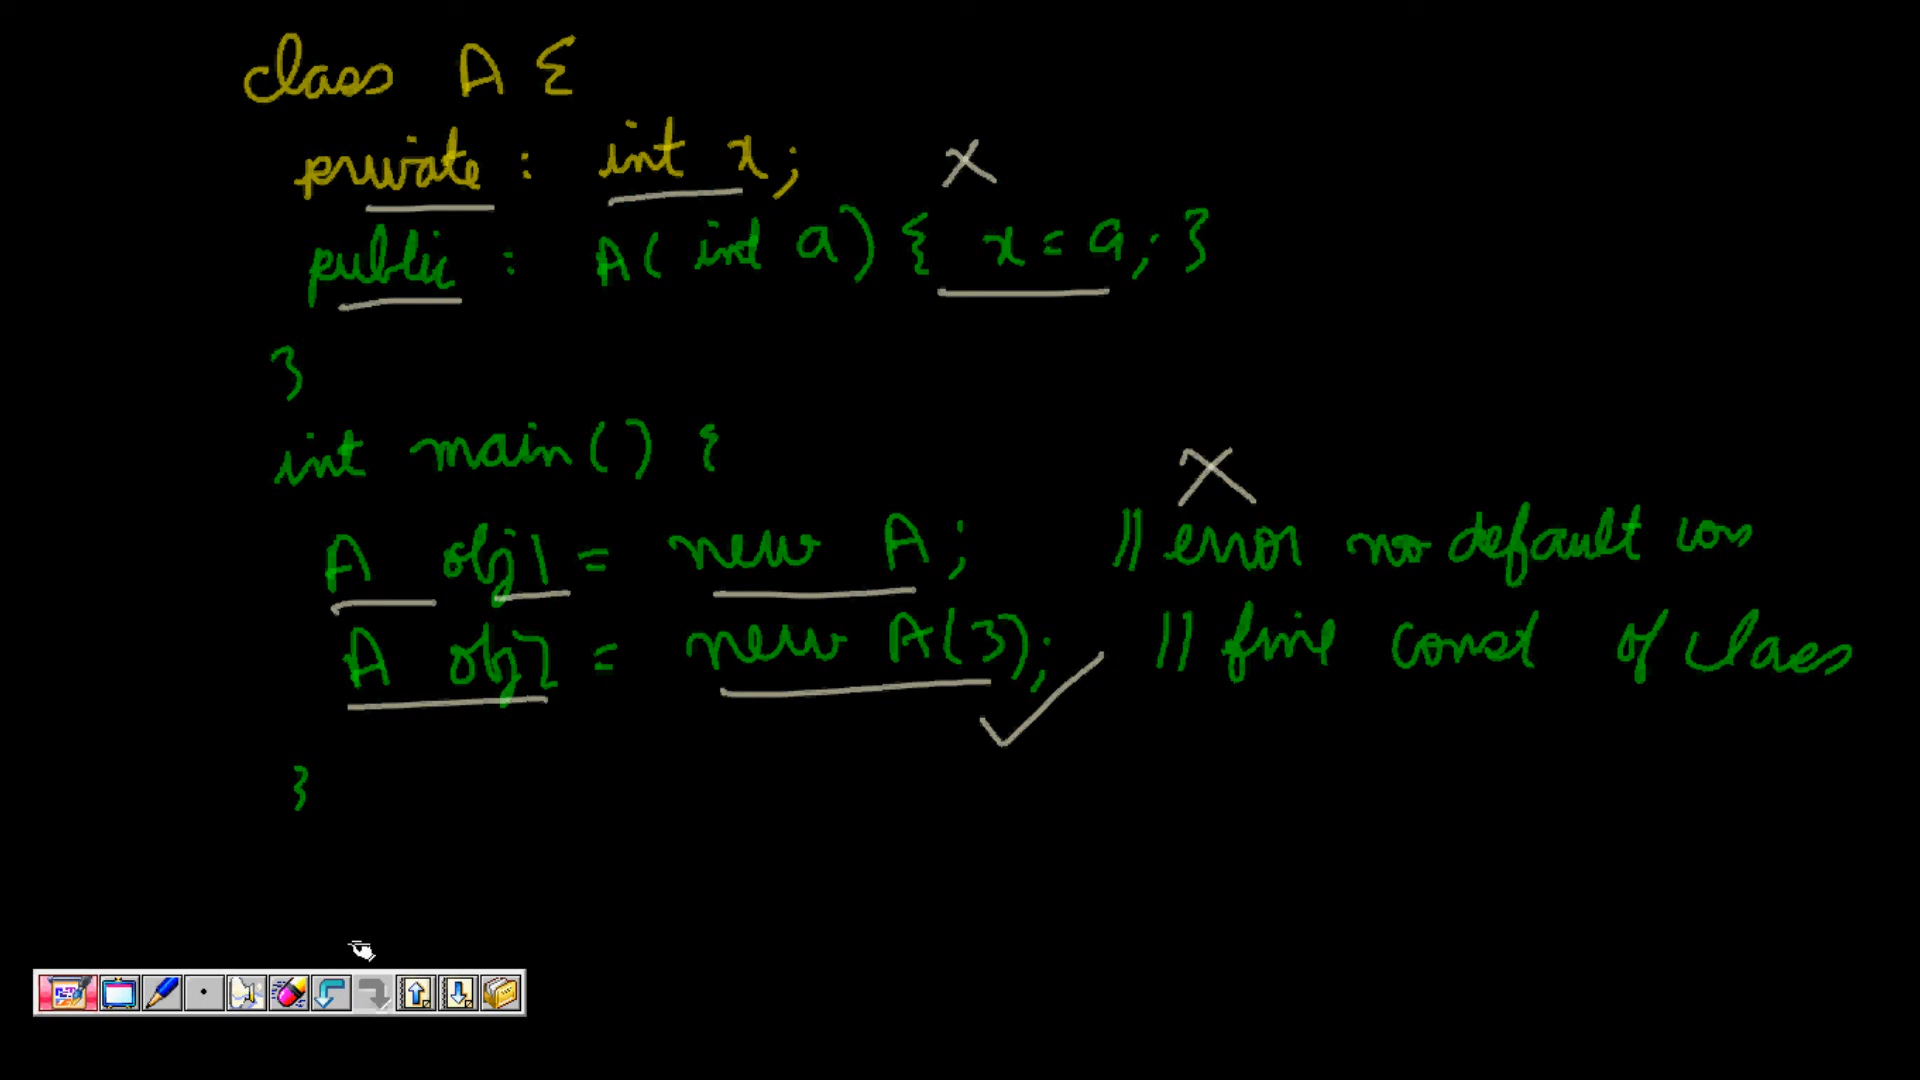 class A {
private : int x;
public : A(int a) { x = a; }
}
int main() {
A obj1 = new A; // error no default cons
A obj2 = new A(3); // fine const of class
}